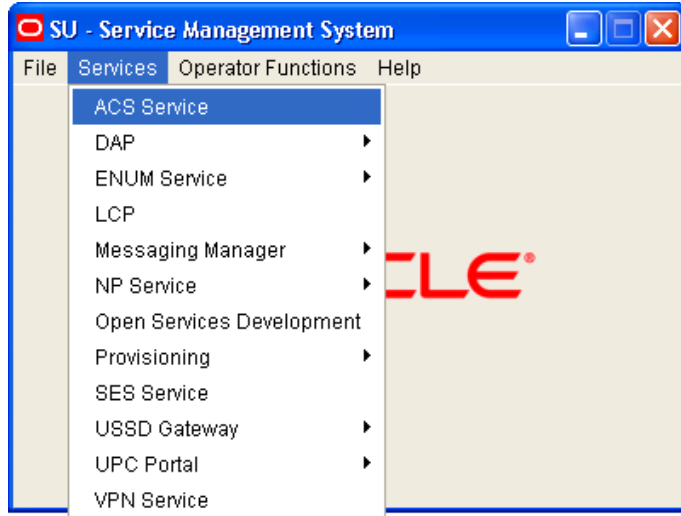 SU - Service Management System
File Services Operator Functions Help
ACS Service
DAP
ENUM Service
LCP
Messaging Manager
NP Service
CLE®
Open Services Development
Provisioning
SES Service
USSD Gateway
UPC Portal
VPN Service